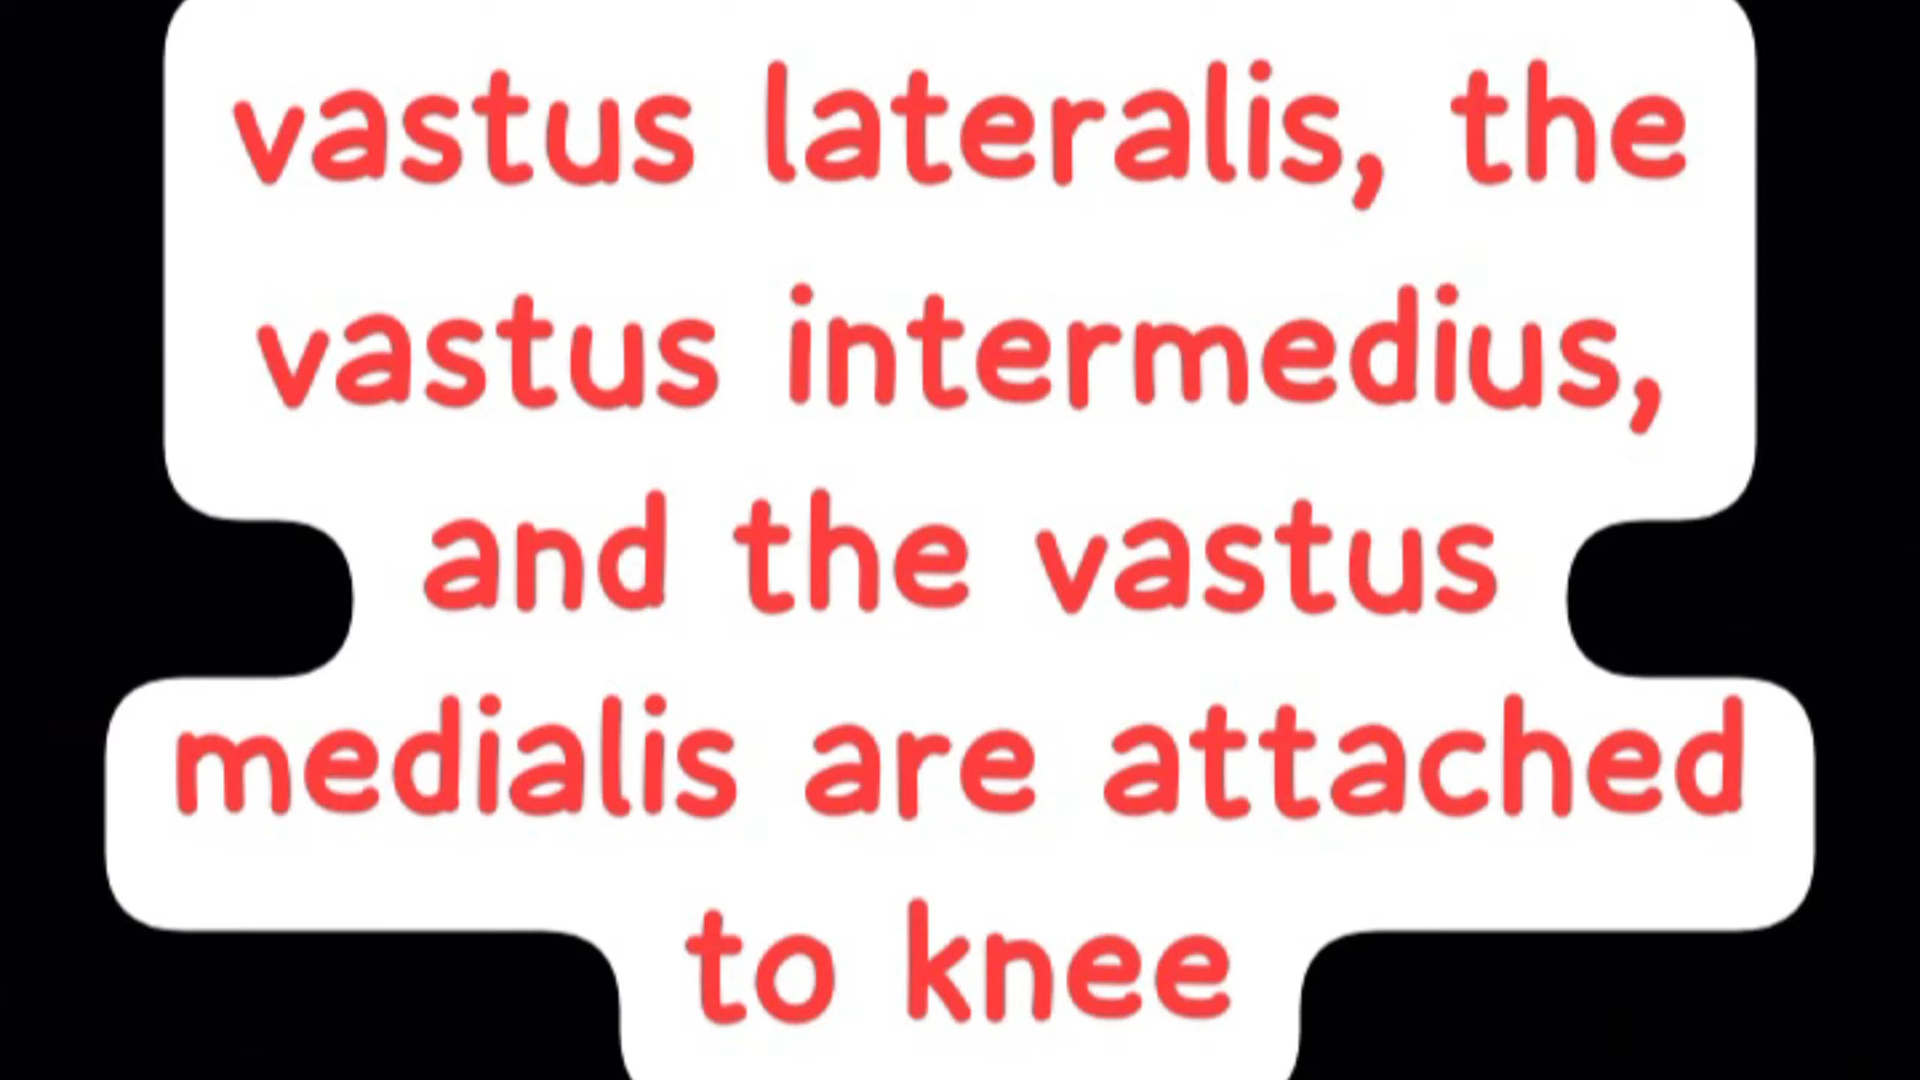 vastus lateralis, the
vastus intermedius,
and the vastus
medialis are attached
to knee